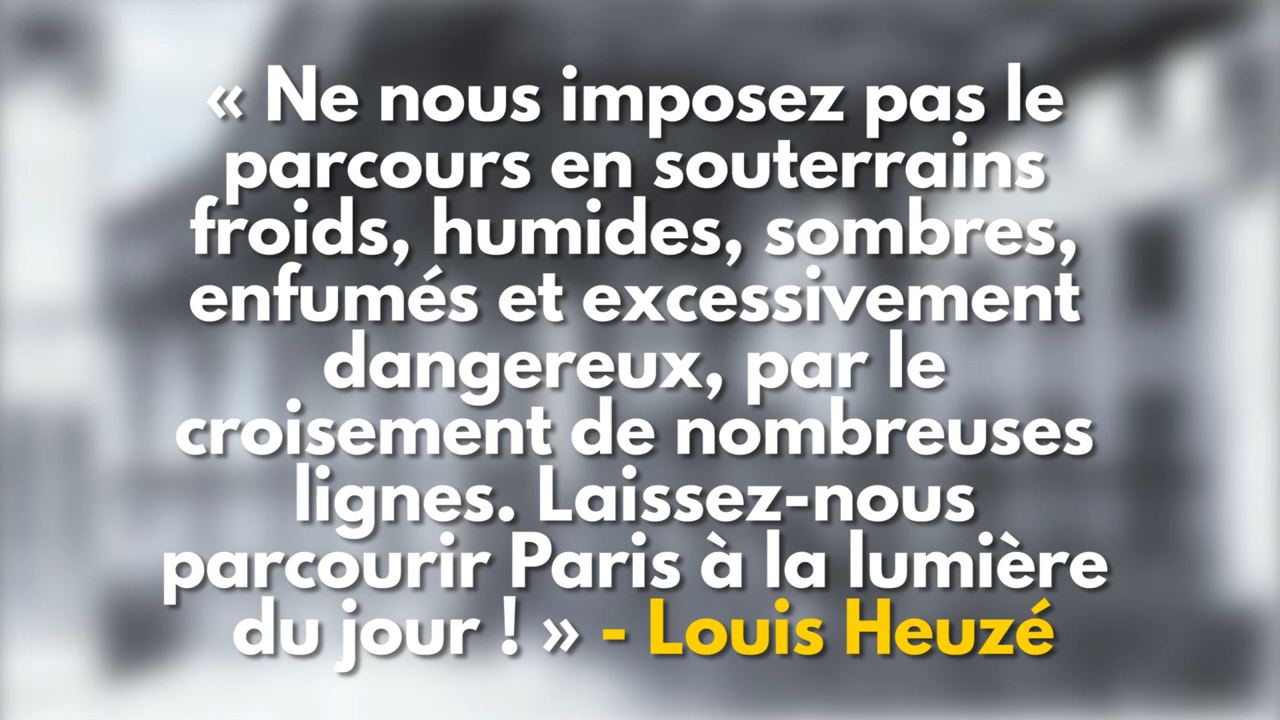 « Ne nous imposez pas le
parcours en souterrains
froids, humides, sombres,
enfumés et excessivement
dangereux, par le
croisement de nombreuses
lignes. Laissez-nous
parcourir Paris à la lumière
du jour ! » - Louis Heuzé